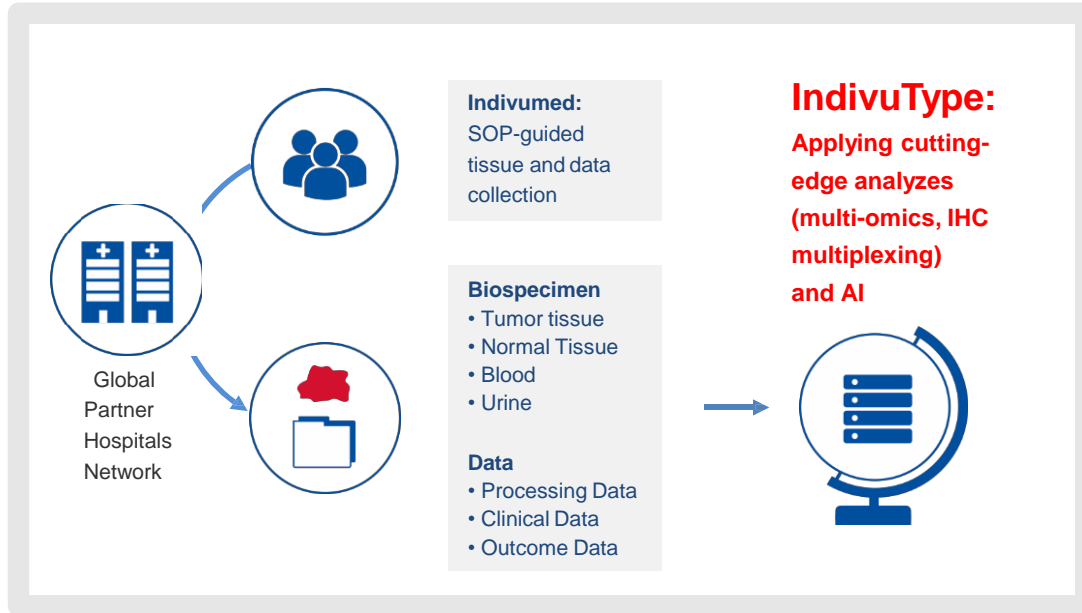 Global
Partner
Hospitals
Network
Indivumed:
SOP-guided
tissue and data
collection
Biospecimen
• Tumor tissue
• Normal Tissue
• Blood
• Urine
Data
• Processing Data
• Clinical Data
• Outcome Data
IndivuType:
Applying cutting-
edge analyzes
(multi-omics, IHC
multiplexing)
and AI